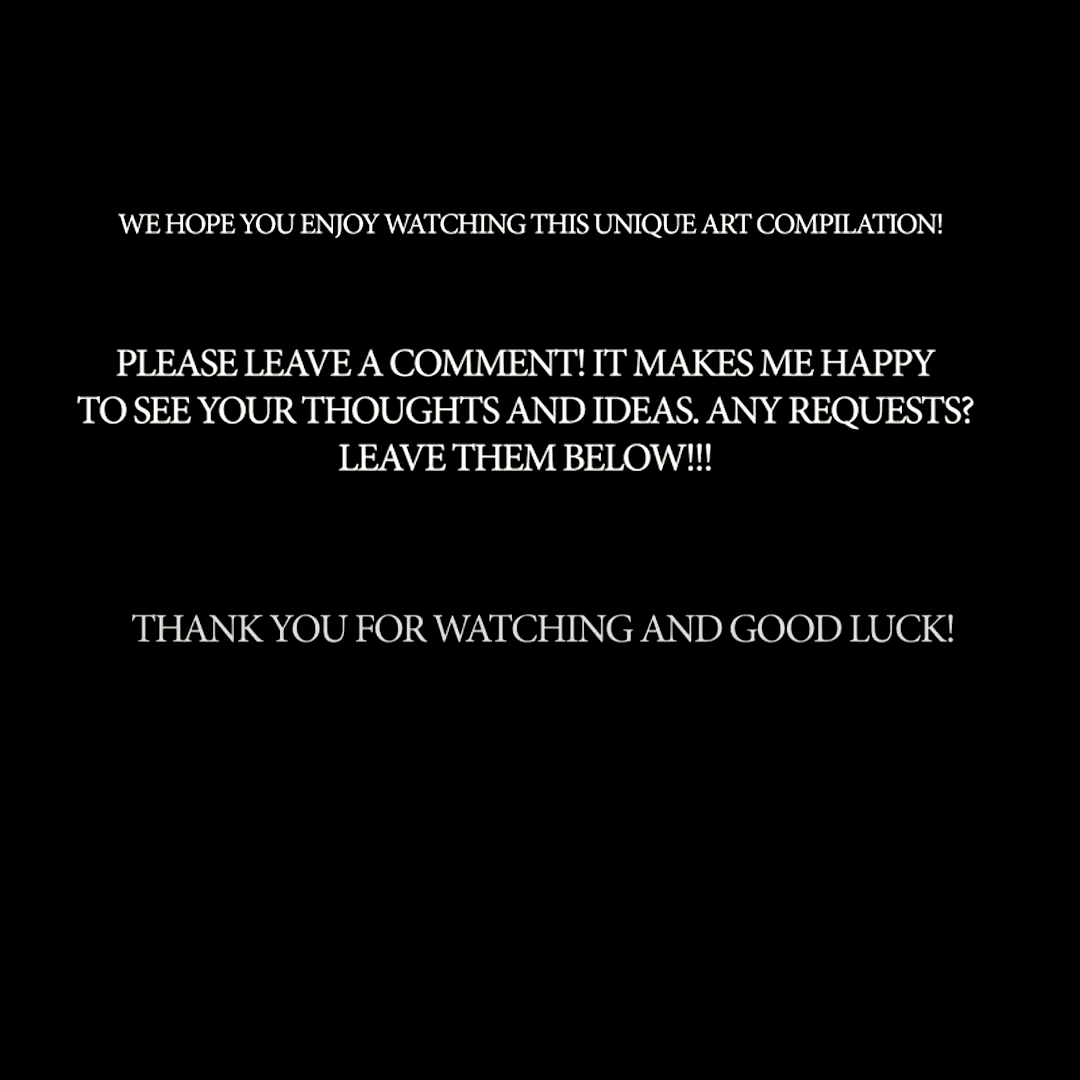 WE HOPE YOU ENJOY WATCHING THIS UNIQUE ART COMPILATION!
PLEASE LEAVE A COMMENT! IT MAKES ME HAPPY
TO SEE YOUR THOUGHTS AND IDEAS. ANY REQUESTS?
LEAVE THEM BELOW!!!
THANK YOU FOR WATCHING AND GOOD LUCK!